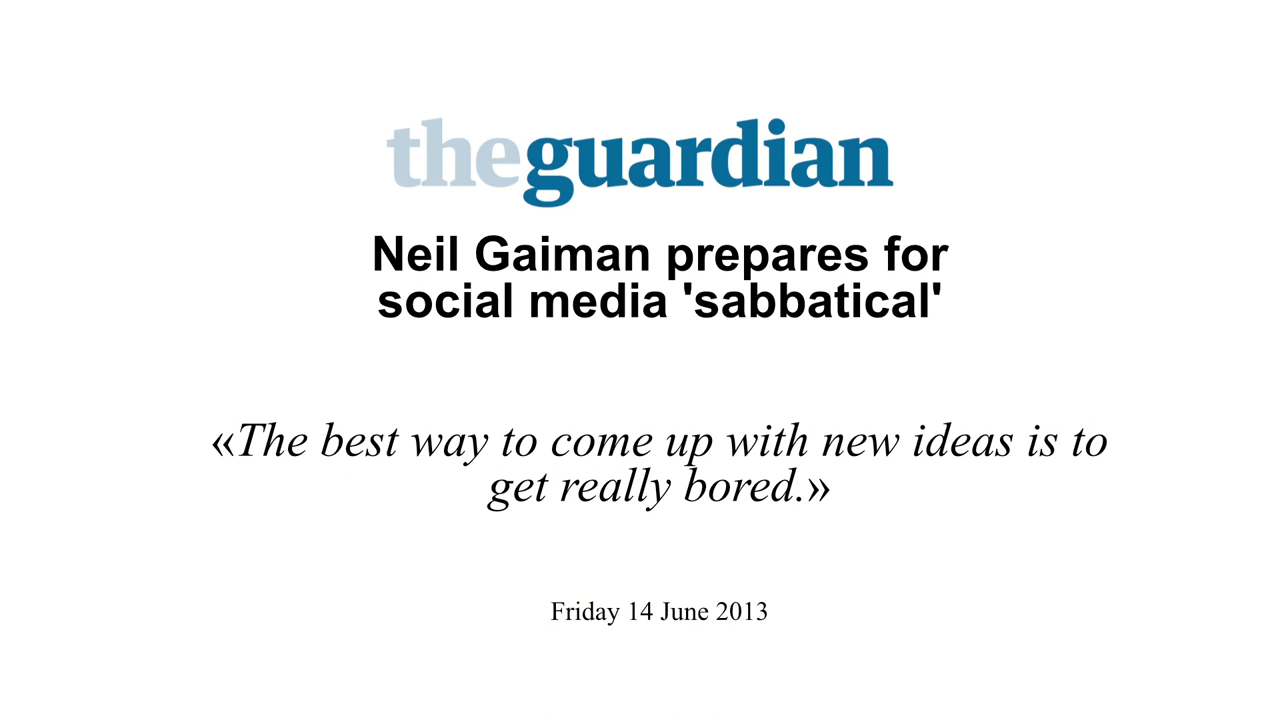 theguardian
Neil Gaiman prepares for
social media 'sabbatical'
«The best way to come up with new ideas is to
get really bored.»
Friday 14 June 2013